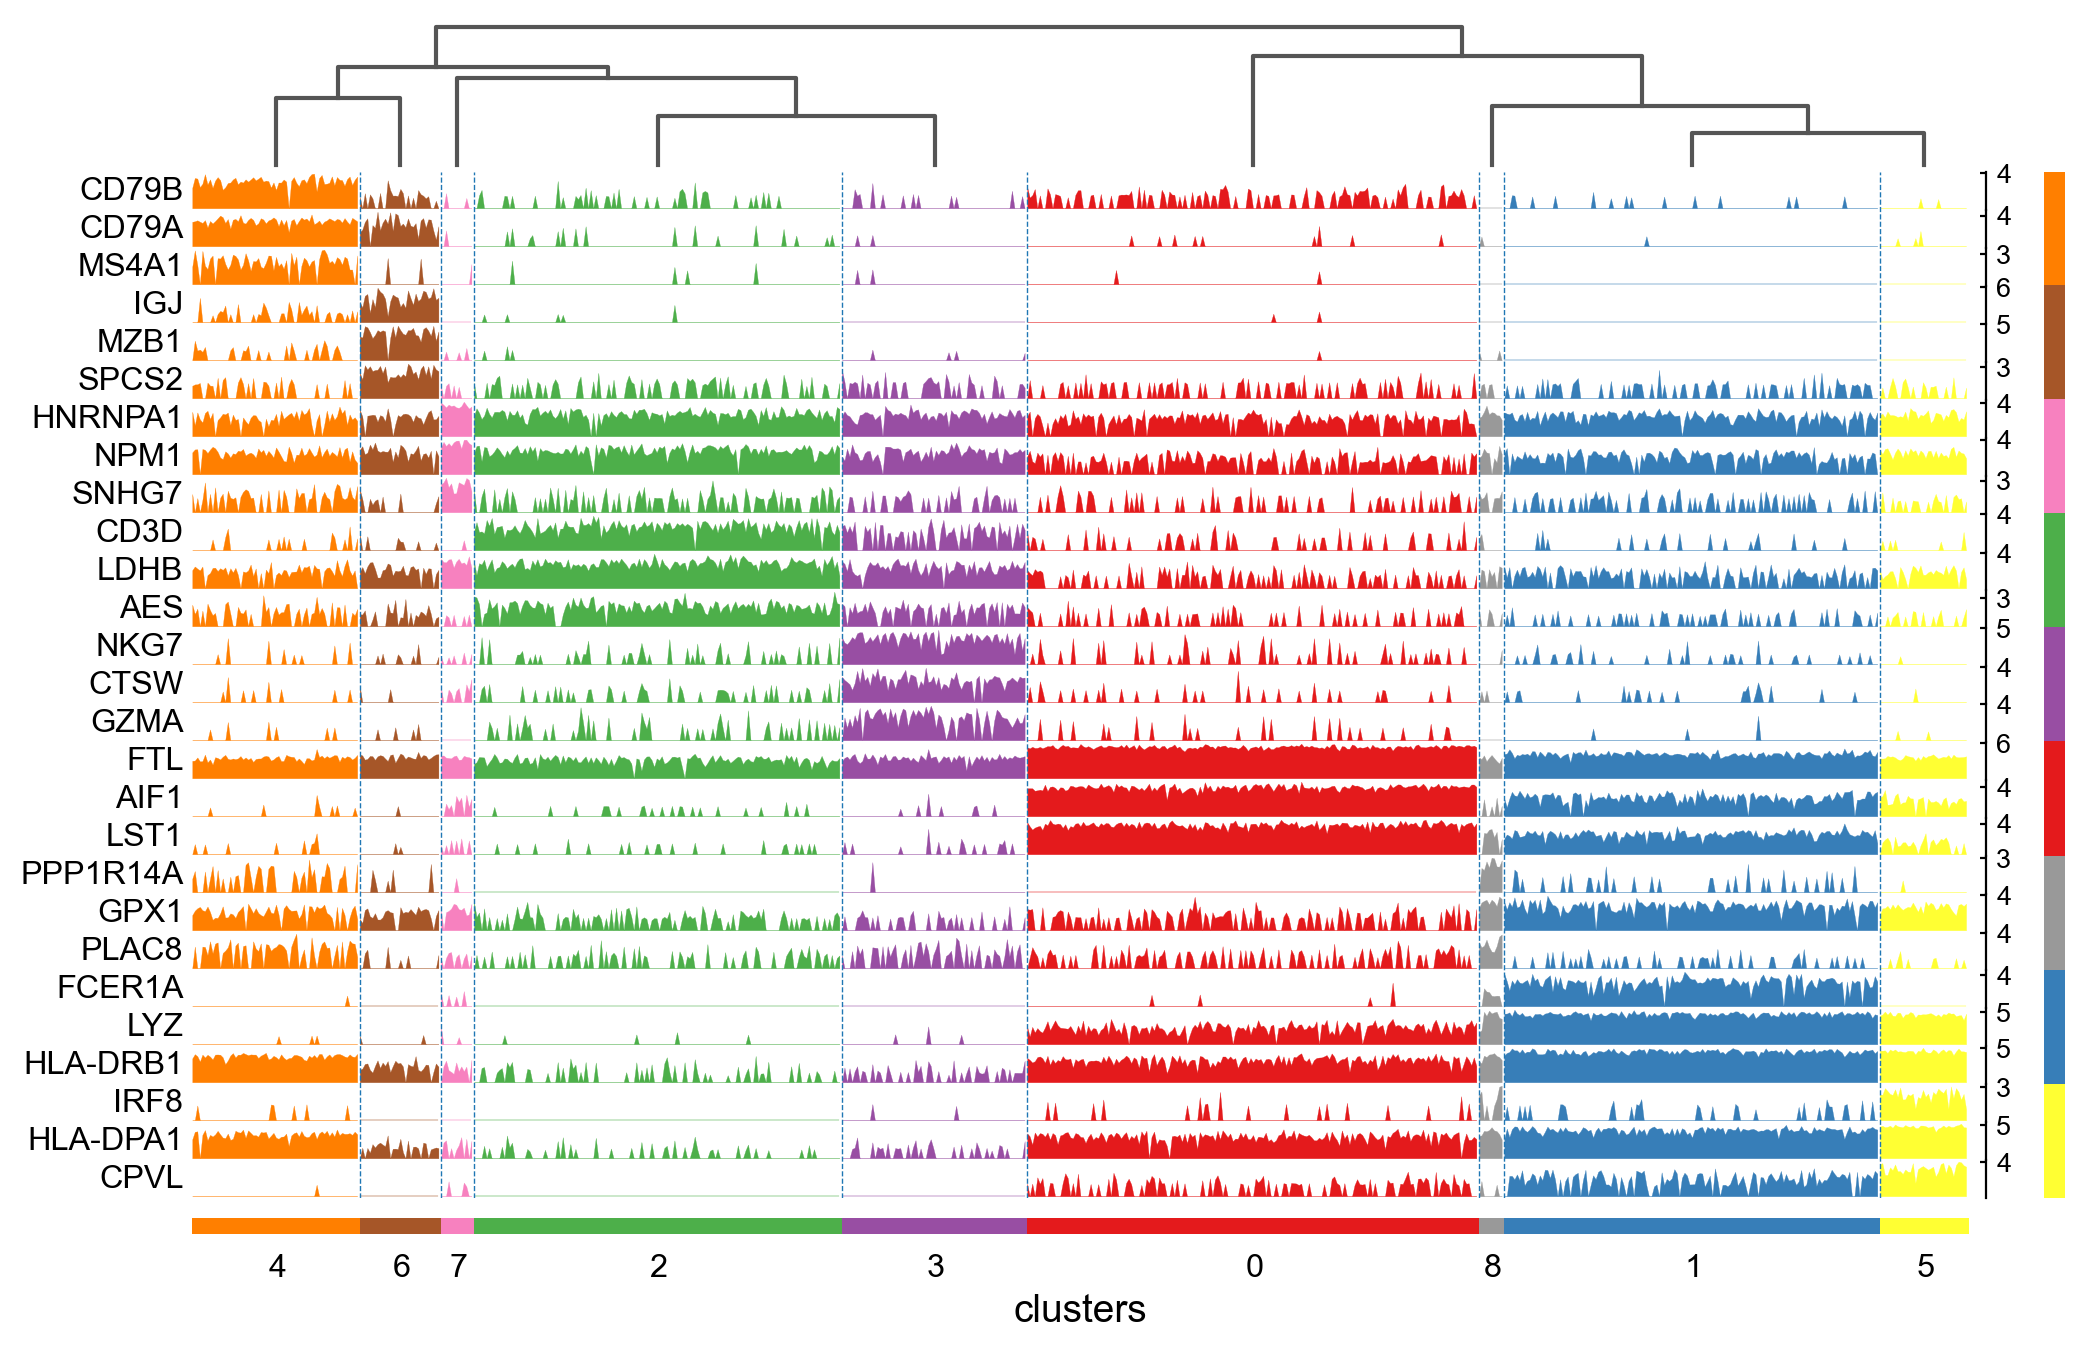 CD79B 4
CD79A 4
MS4A1 3
IGJ 6
MZB1 5
SPCS2 3
HNRNPA1 4
NPM1 4
SNHG7 3
CD3D 4
LDHB 4
AES 3
NKG7 5
CTSW 4
GZMA 4
FTL 6
AIF1 4
LST1 4
PPP1R14A 3
GPX1 4
PLAC8 4
FCER1A 4
LYZ 5
HLA-DRB1 5
IRF8 3
HLA-DPA1 5
CPVL 4
4 6 7 2 3 0 8 1 5
clusters